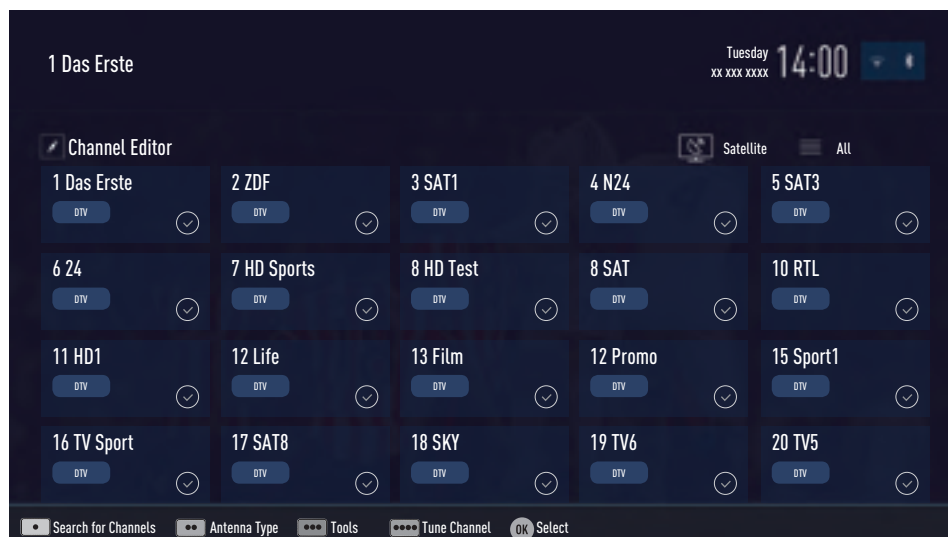 1 Das Erste
Tuesday
xx xxx xxxx
14:00
Channel Editor
Satellite
All
1 Das Erste
DTV
2 ZDF
DTV
3 SAT1
DTV
4 N24
DTV
5 SAT3
DTV
6 24
DTV
7 HD Sports
DTV
8 HD Test
DTV
8 SAT
DTV
10 RTL
DTV
11 HD1
DTV
12 Life
DTV
13 Film
DTV
12 Promo
DTV
15 Sport1
DTV
16 TV Sport
DTV
17 SAT8
DTV
18 SKY
DTV
19 TV6
DTV
20 TV5
DTV
Search for Channels
Antenna Type
Tools
Tune Channel
OK Select